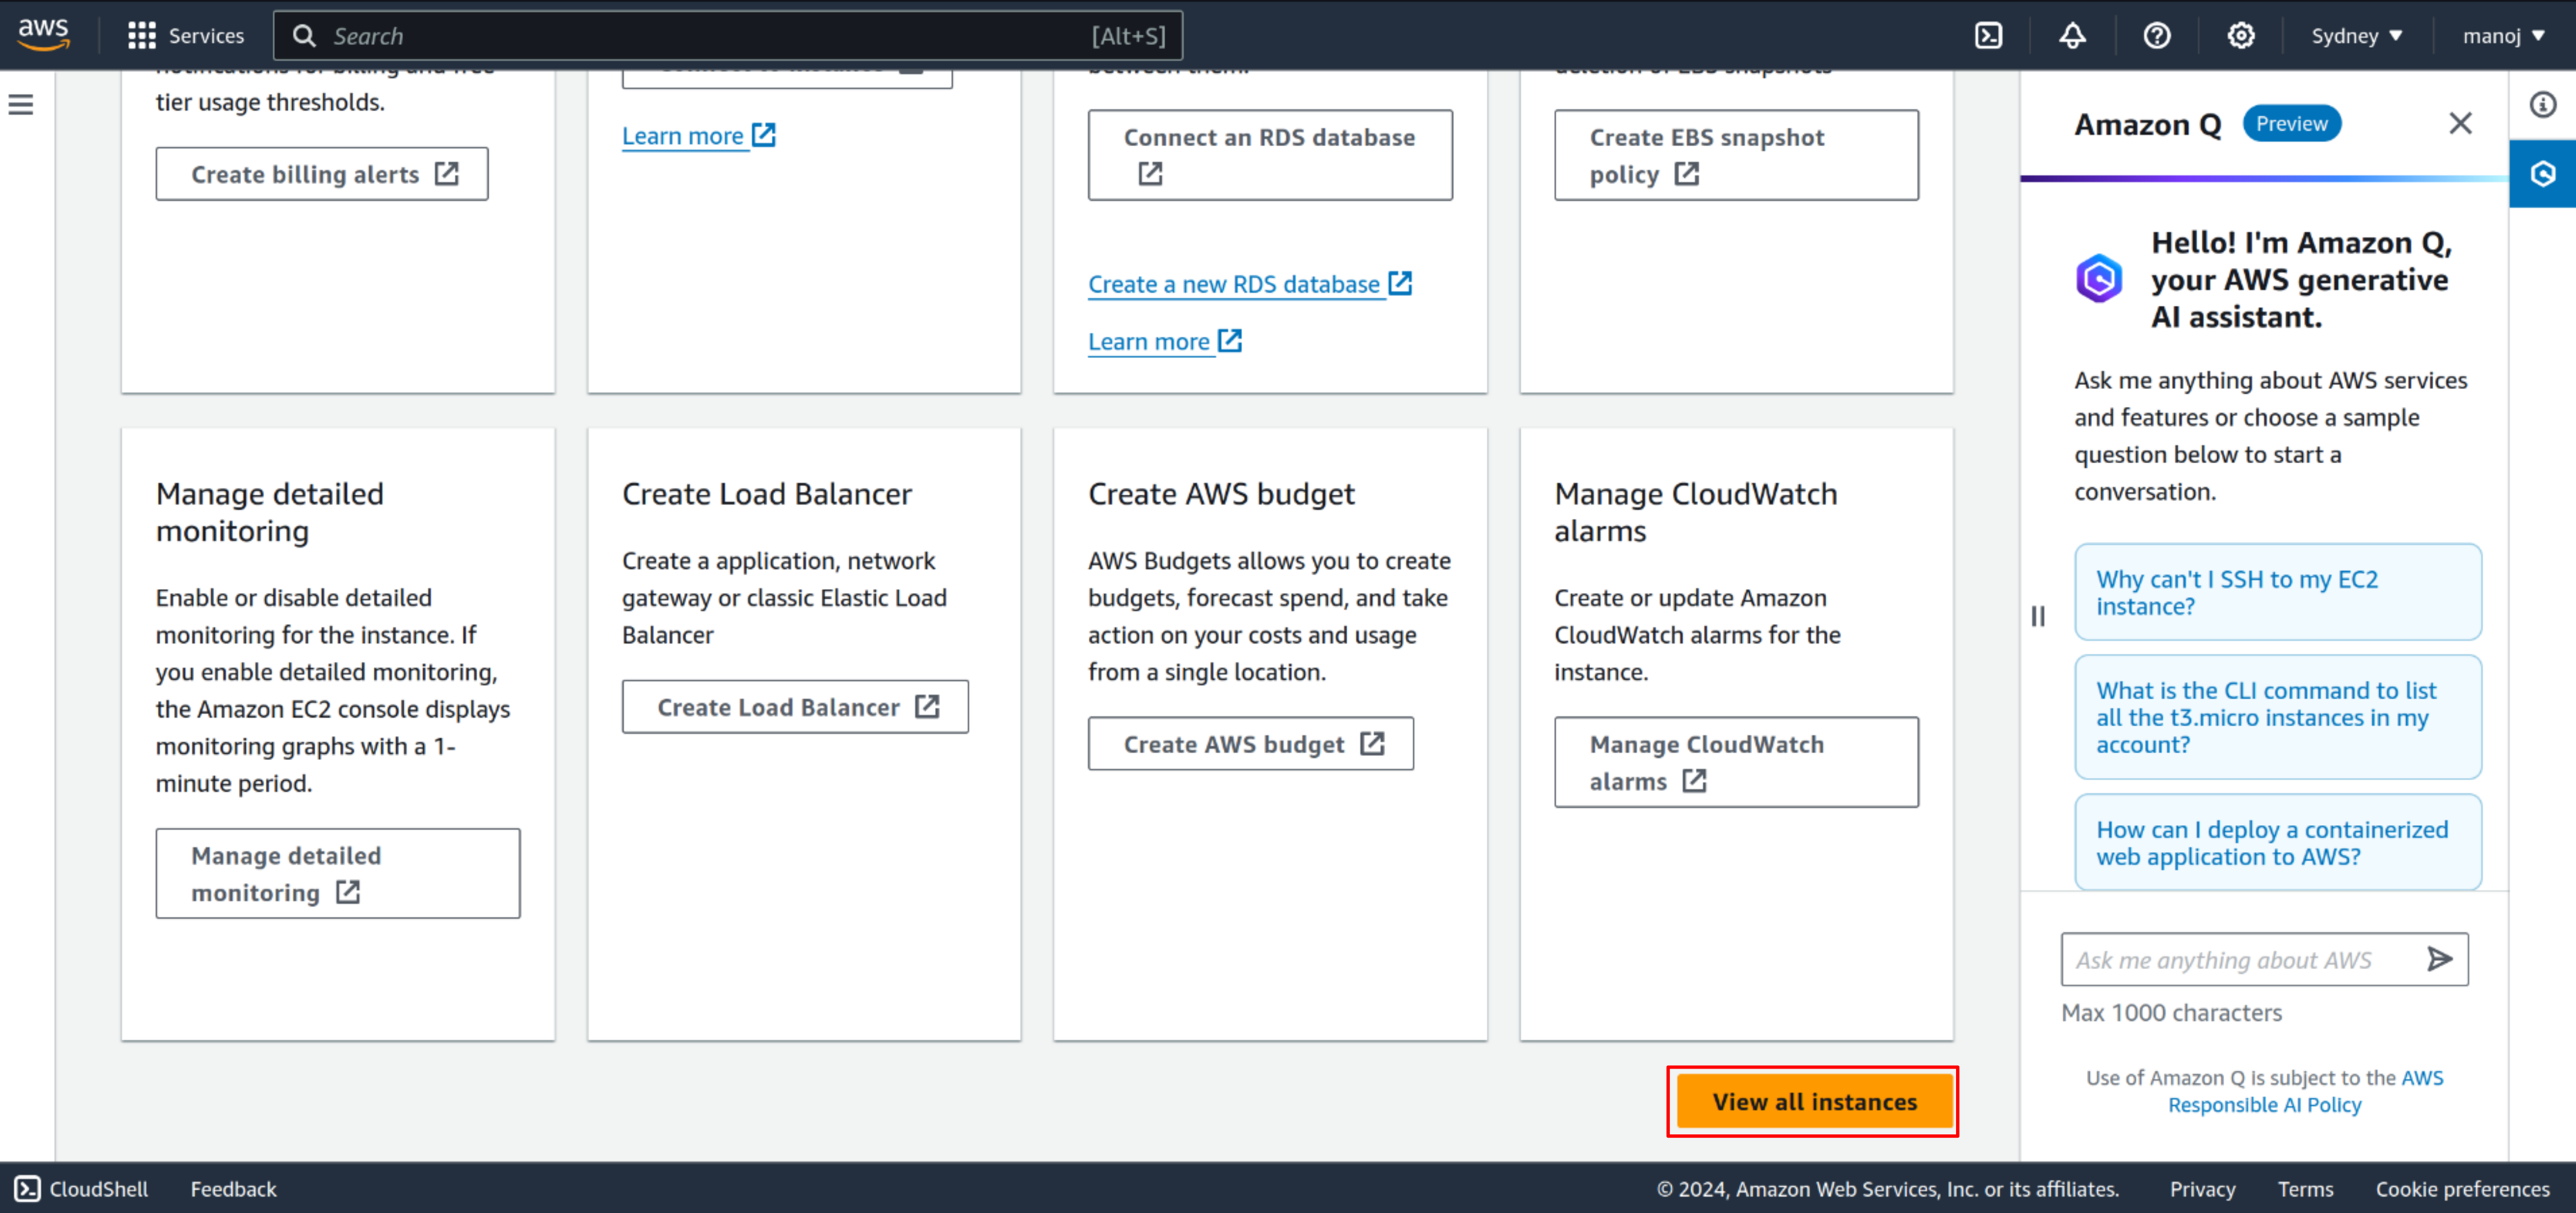 aws
Services
Search
[Alt+S]
Sydney
manoj
tier usage thresholds.
Create billing alerts
Learn more
Connect an RDS database
Create a new RDS database
Learn more
Create EBS snapshot
policy
Manage detailed
monitoring
Enable or disable detailed
monitoring for the instance. If
you enable detailed monitoring,
the Amazon EC2 console displays
monitoring graphs with a 1-
minute period.
Manage detailed
monitoring
Create Load Balancer
Create a application, network
gateway or classic Elastic Load
Balancer
Create Load Balancer
Create AWS budget
AWS Budgets allows you to create
budgets, forecast spend, and take
action on your costs and usage
from a single location.
Create AWS budget
Manage CloudWatch
alarms
Create or update Amazon
CloudWatch alarms for the
instance.
Manage CloudWatch
alarms
View all instances
Amazon Q
Preview
Hello! I'm Amazon Q,
your AWS generative
AI assistant.
Ask me anything about AWS services
and features or choose a sample
question below to start a
conversation.
Why can't I SSH to my EC2
instance?
What is the CLI command to list
all the t3.micro instances in my
account?
How can I deploy a containerized
web application to AWS?
Ask me anything about AWS
Max 1000 characters
Use of Amazon Q is subject to the AWS
Responsible AI Policy
CloudShell
Feedback
© 2024, Amazon Web Services, Inc. or its affiliates.
Privacy
Terms
Cookie preferences